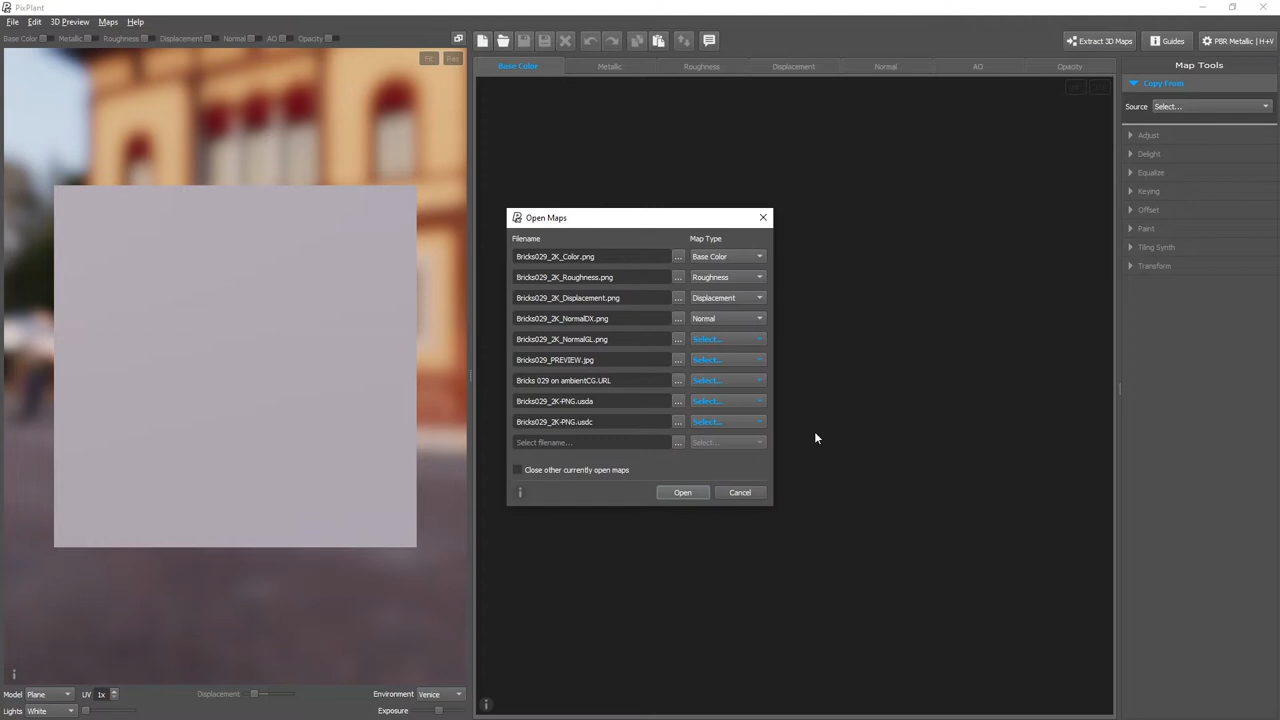 PixPlant
File Edit 3D Preview Maps Help
Base Color Metallic Roughness Displacement Normal AO Opacity
Extract 3D Maps Guides PBR Metallic | H+V
Fit Res
Base Color Metallic Roughness Displacement Normal AO Opacity
Map Tools
Copy From
Source Select...
Adjust
Delight
Equalize
Keying
Offset
Paint
Tiling Synth
Transform
Open Maps
Filename Map Type
Bricks029_2K_Color.png ... Base Color
Bricks029_2K_Roughness.png ... Roughness
Bricks029_2K_Displacement.png ... Displacement
Bricks029_2K_NormalDX.png ... Normal
Bricks029_2K_NormalGL.png ... Select...
Bricks029_PREVIEW.jpg ... Select...
Bricks 029 on ambientCG.URL ... Select...
Bricks029_2K-PNG.usda ... Select...
Bricks029_2K-PNG.usdc ... Select...
Select filename... ... Select...
Close other currently open maps
Open Cancel
Model Plane UV 1x Displacement Environment Venice
Lights White Exposure